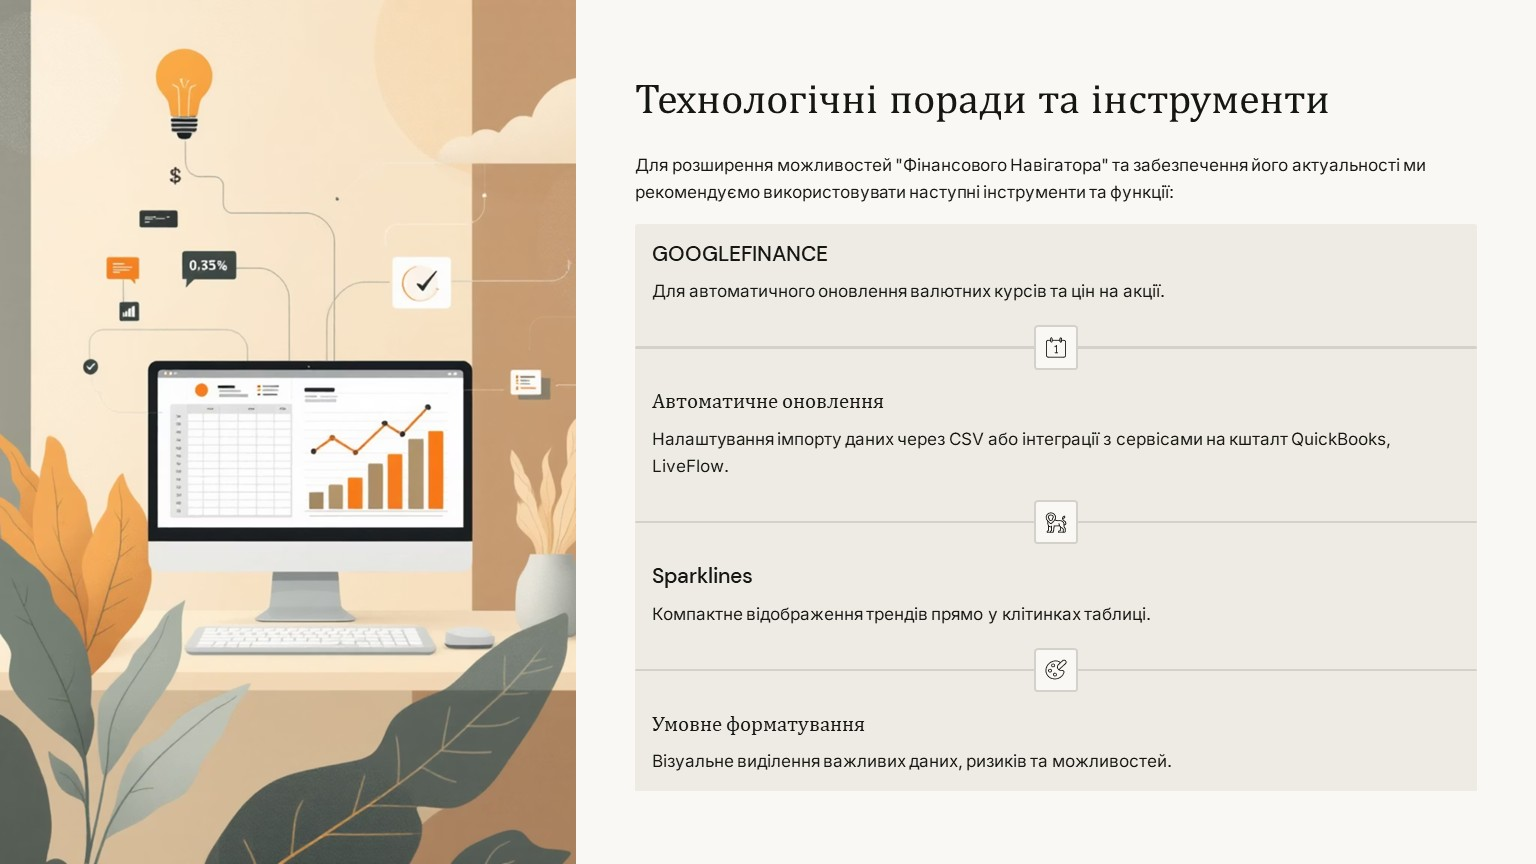 $
0,35%
Технологічні поради та інструменти
Для розширення можливостей "Фінансового Навігатора" та забезпечення його актуальності ми
рекомендуємо використовувати наступні інструменти та функції:
GOOGLEFINANCE
Для автоматичного оновлення валютних курсів та цін на акції.
1
Автоматичне оновлення
Налаштування імпорту даних через CSV або інтеграції з сервісами на кшталт QuickBooks,
LiveFlow.
Sparklines
Компактне відображення трендів прямо у клітинках таблиці.
Умовне форматування
Візуальне виділення важливих даних, ризиків та можливостей.